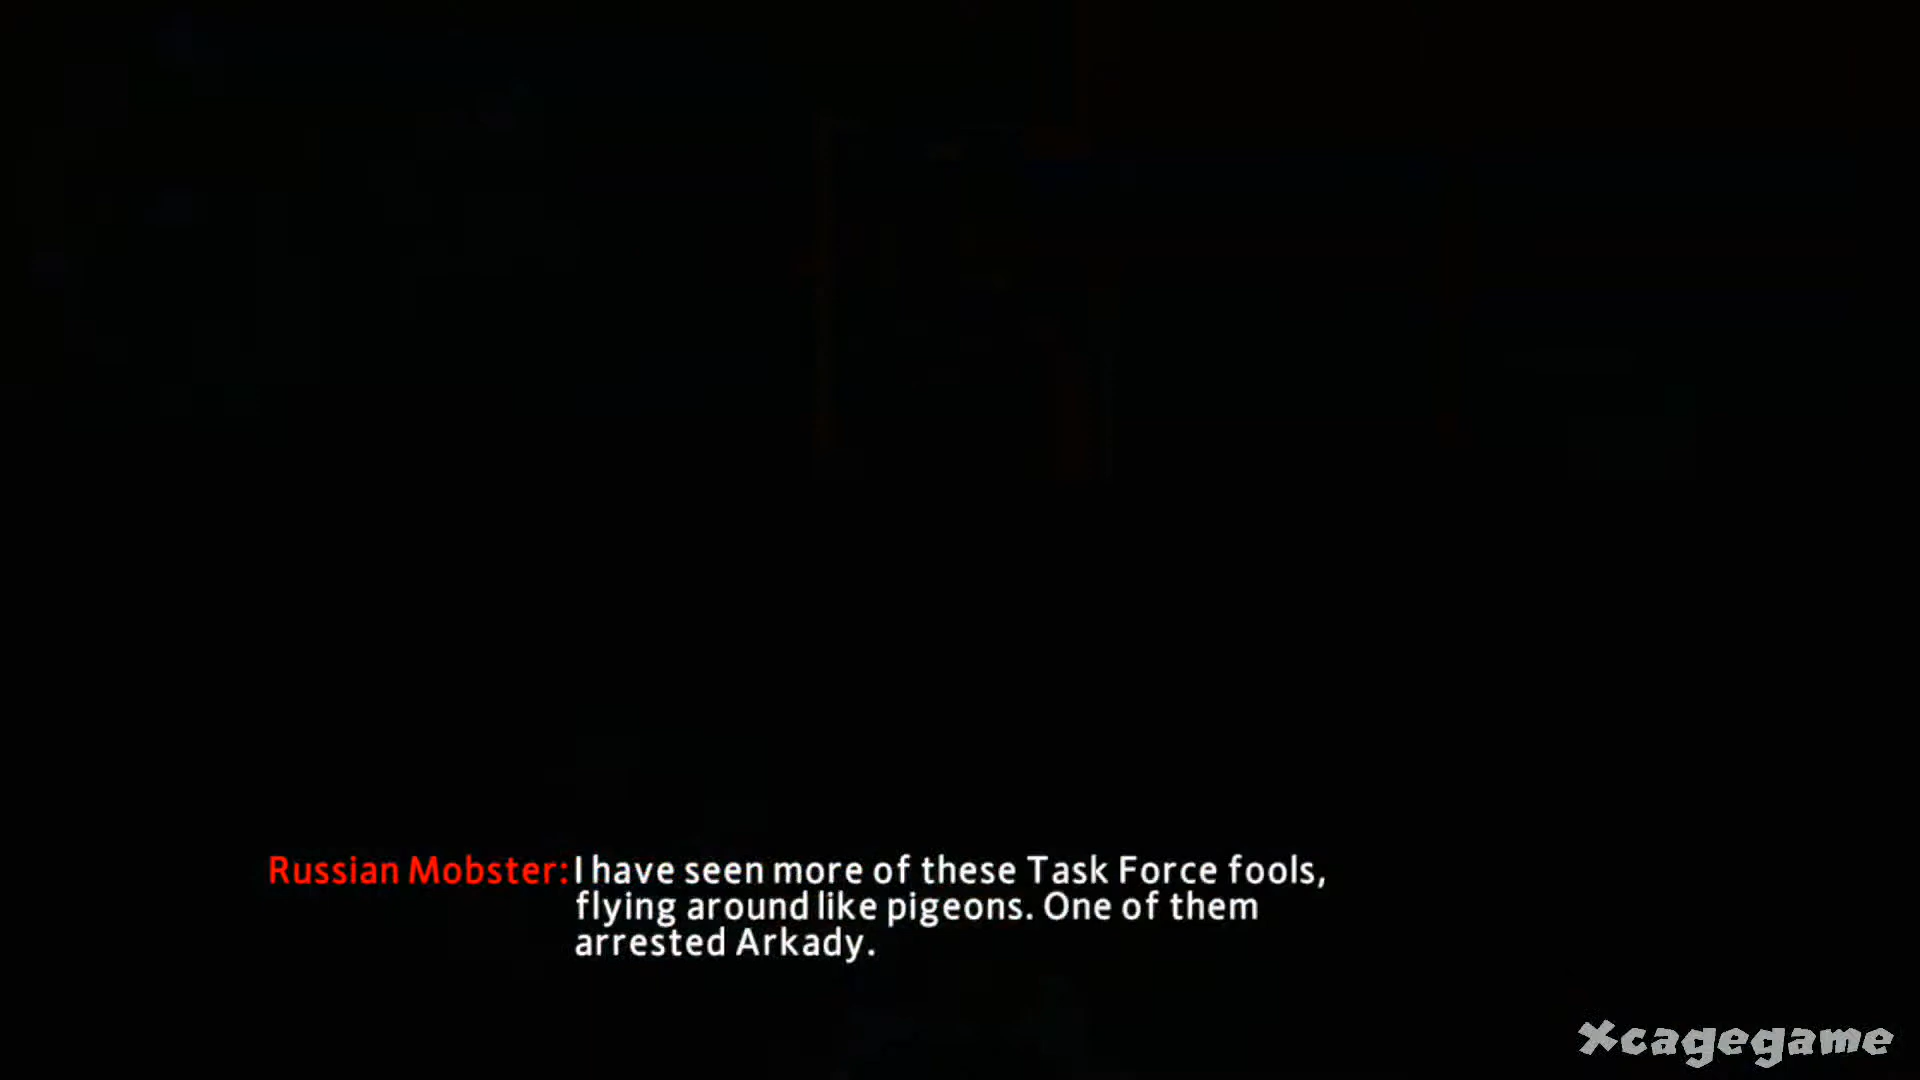 Russian Mobster: I have seen more of these Task Force fools,
flying around like pigeons. One of them
arrested Arkady.
Xcagegame